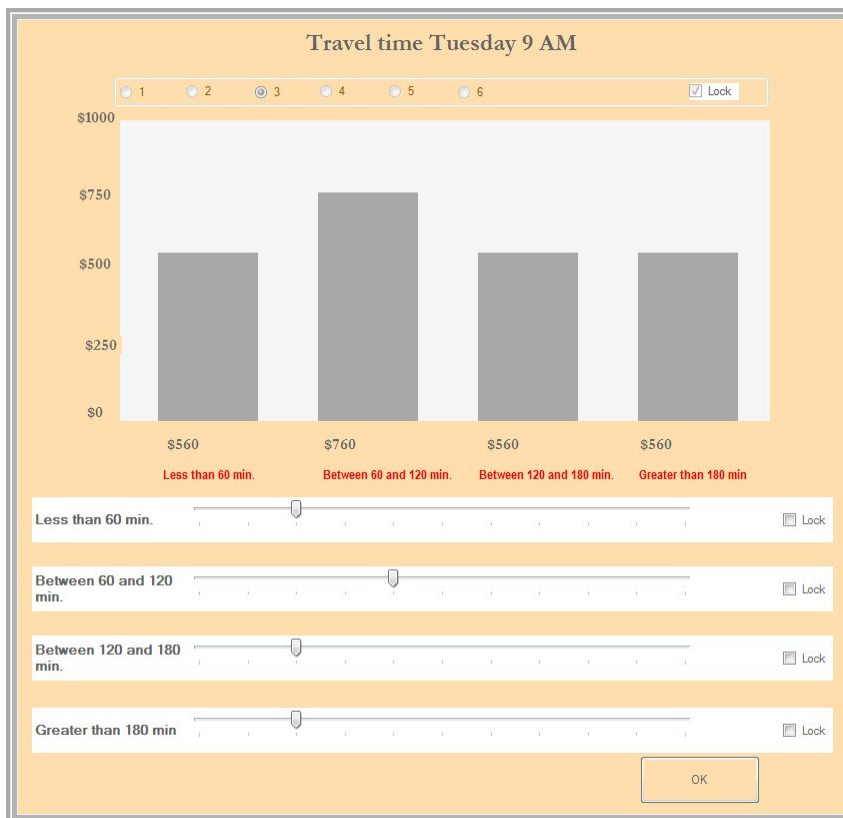 Travel time Tuesday 9 AM
1 2 3 4 5 6 Lock
$1000
$750
$500
$250
$0
$560 $760 $560 $560
Less than 60 min. Between 60 and 120 min. Between 120 and 180 min. Greater than 180 min
Less than 60 min. Lock
Between 60 and 120
min.
Lock
Between 120 and 180
min.
Lock
Greater than 180 min Lock
OK